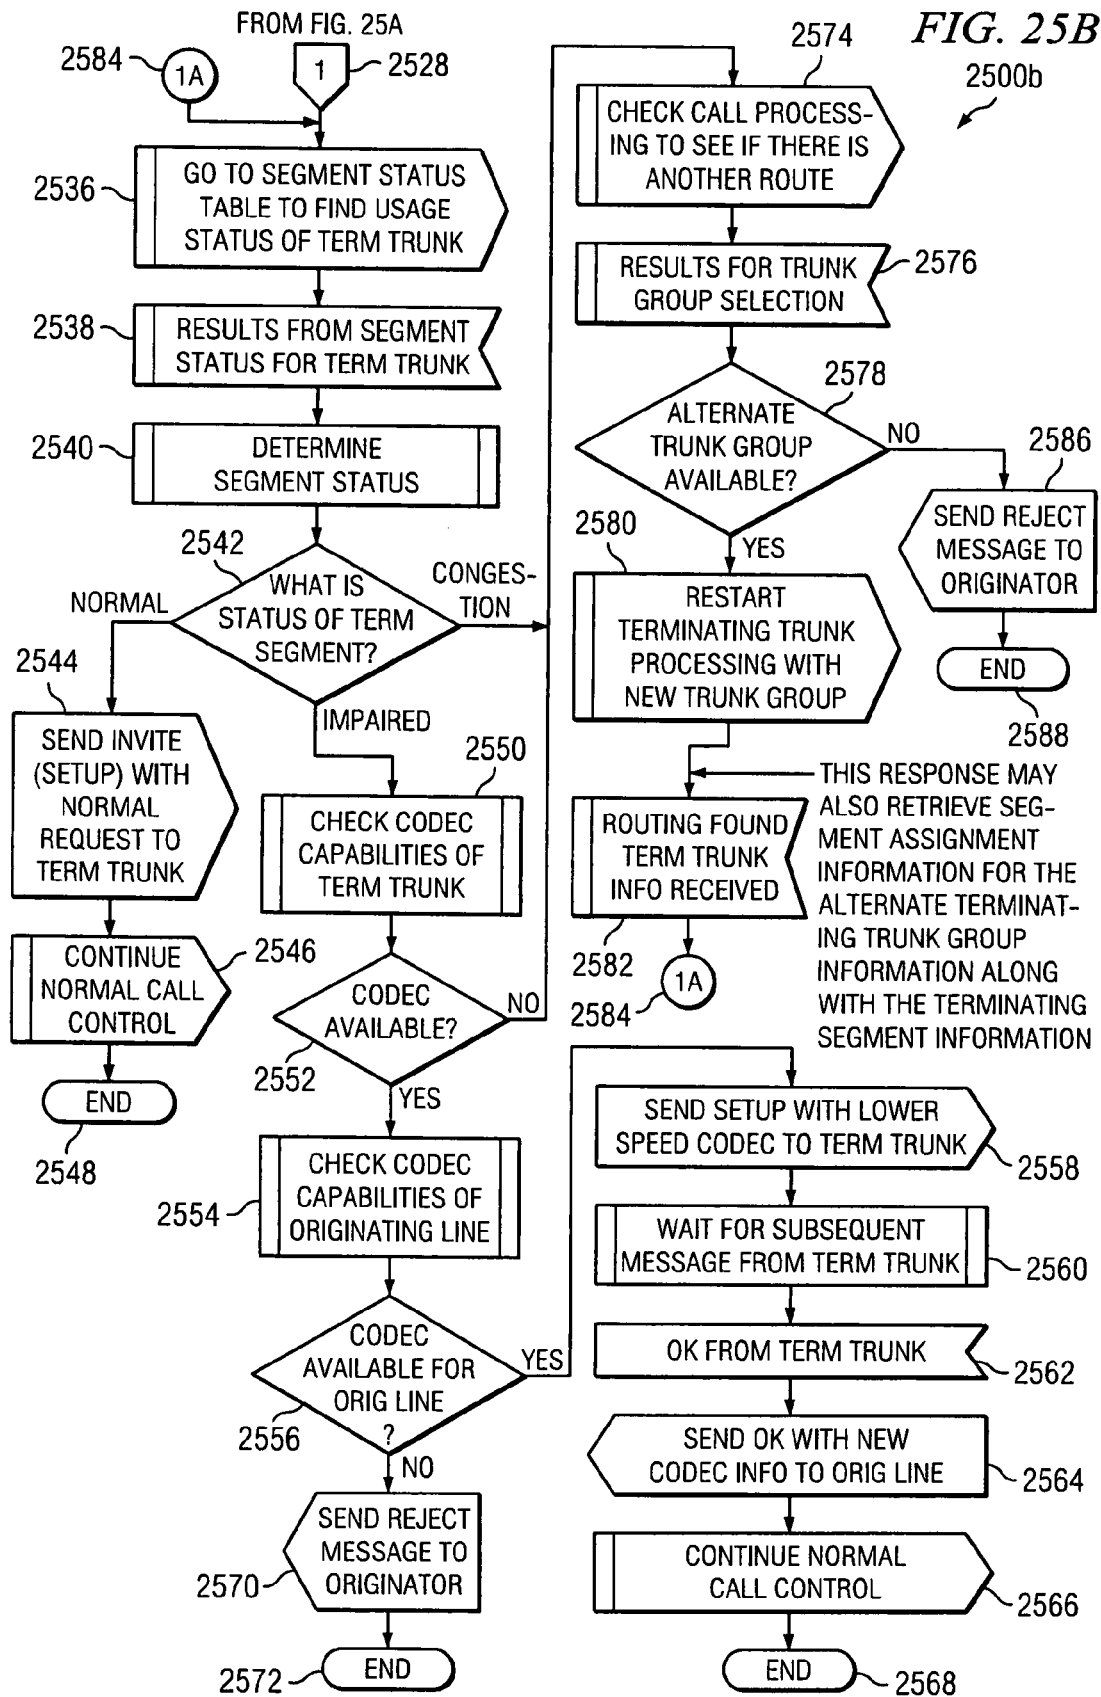 FROM FIG. 25A
FIG. 25B
2500b
2584
1A
1
2528
2536
GO TO SEGMENT STATUS
TABLE TO FIND USAGE
STATUS OF TERM TRUNK
2538
RESULTS FROM SEGMENT
STATUS FOR TERM TRUNK
2540
DETERMINE
SEGMENT STATUS
2542
WHAT IS
STATUS OF TERM
SEGMENT?
NORMAL
CONGES-
TION
IMPAIRED
2544
SEND INVITE
(SETUP) WITH
NORMAL
REQUEST TO
TERM TRUNK
2546
CONTINUE
NORMAL CALL
CONTROL
END
2548
2550
CHECK CODEC
CAPABILITIES OF
TERM TRUNK
CODEC
AVAILABLE?
NO
2552
YES
2554
CHECK CODEC
CAPABILITIES OF
ORIGINATING LINE
CODEC
AVAILABLE FOR
ORIG LINE
?
YES
2556
NO
SEND REJECT
MESSAGE TO
ORIGINATOR
2570
END
2572
2574
CHECK CALL PROCESS-
ING TO SEE IF THERE IS
ANOTHER ROUTE
RESULTS FOR TRUNK
GROUP SELECTION
2576
2578
ALTERNATE
TRUNK GROUP
AVAILABLE?
NO
YES
2586
SEND REJECT
MESSAGE TO
ORIGINATOR
END
2588
2580
RESTART
TERMINATING TRUNK
PROCESSING WITH
NEW TRUNK GROUP
THIS RESPONSE MAY
ALSO RETRIEVE SEG-
MENT ASSIGNMENT
INFORMATION FOR THE
ALTERNATE TERMINAT-
ING TRUNK GROUP
INFORMATION ALONG
WITH THE TERMINATING
SEGMENT INFORMATION
ROUTING FOUND
TERM TRUNK
INFO RECEIVED
2582
1A
2584
SEND SETUP WITH LOWER
SPEED CODEC TO TERM TRUNK
2558
WAIT FOR SUBSEQUENT
MESSAGE FROM TERM TRUNK
2560
OK FROM TERM TRUNK
2562
SEND OK WITH NEW
CODEC INFO TO ORIG LINE
2564
CONTINUE NORMAL
CALL CONTROL
2566
END
2568